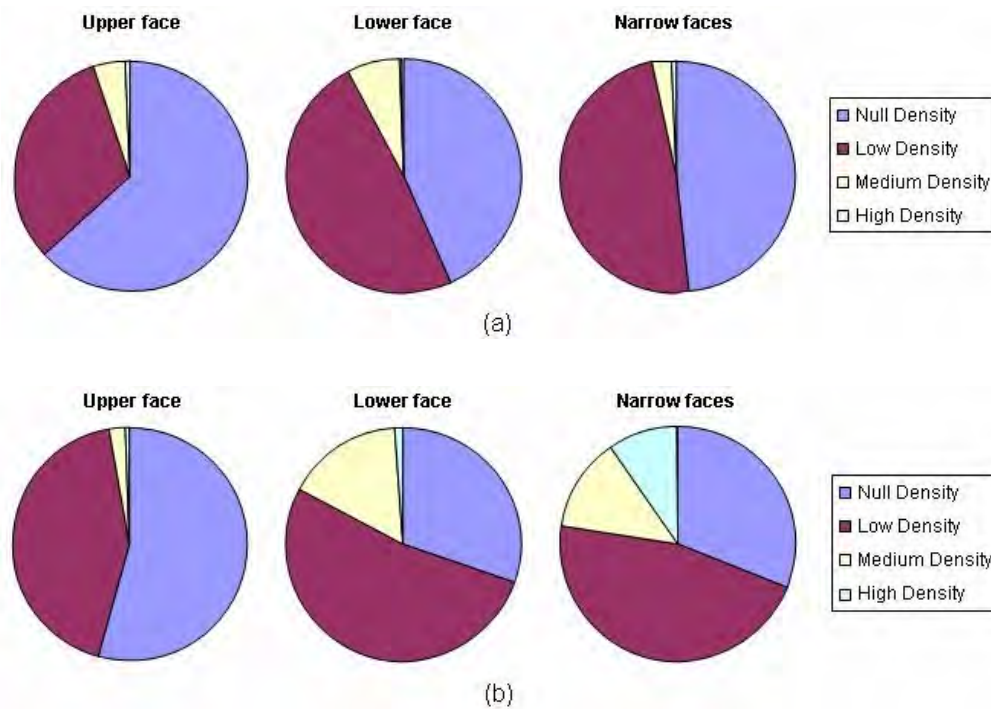 Upper face
Lower face
Narrow faces
Null Density
Low Density
Medium Density
High Density
(a)
Upper face
Lower face
Narrow faces
Null Density
Low Density
Medium Density
High Density
(b)